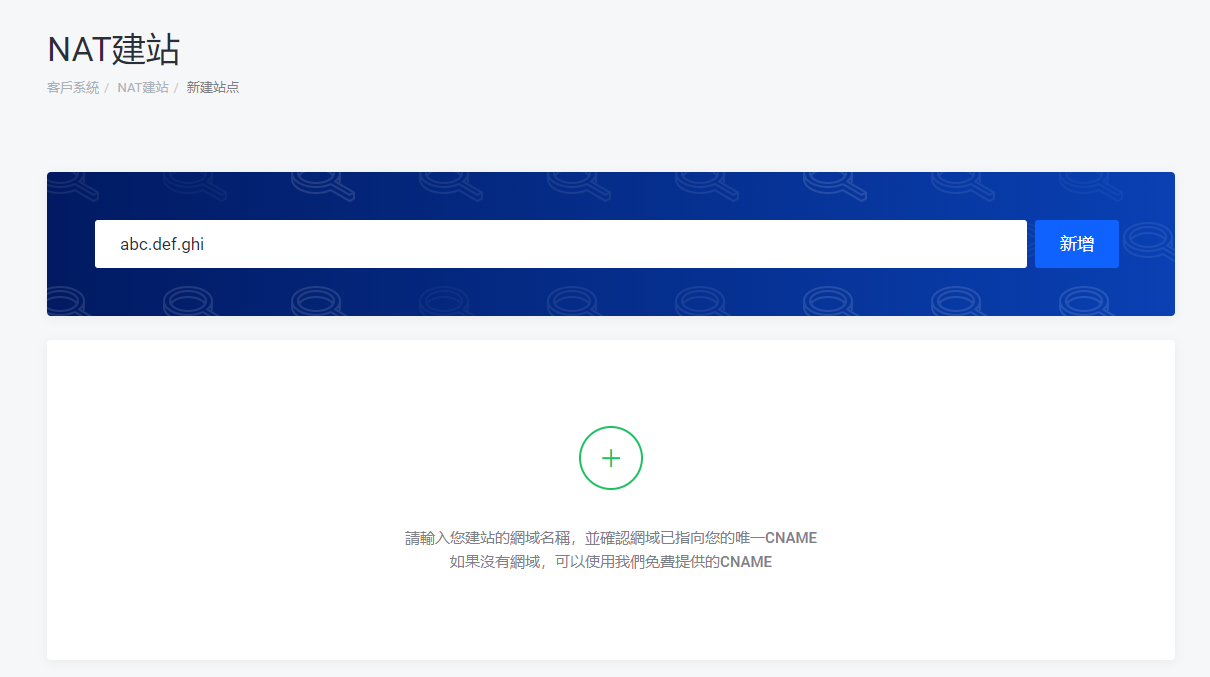 NAT建站
客戶系統 / NAT建站 / 新建站点
abc.def.ghi
新增
請輸入您建站的網域名稱，並確認網域已指向您的唯一CNAME
如果沒有網域，可以使用我們免費提供的CNAME